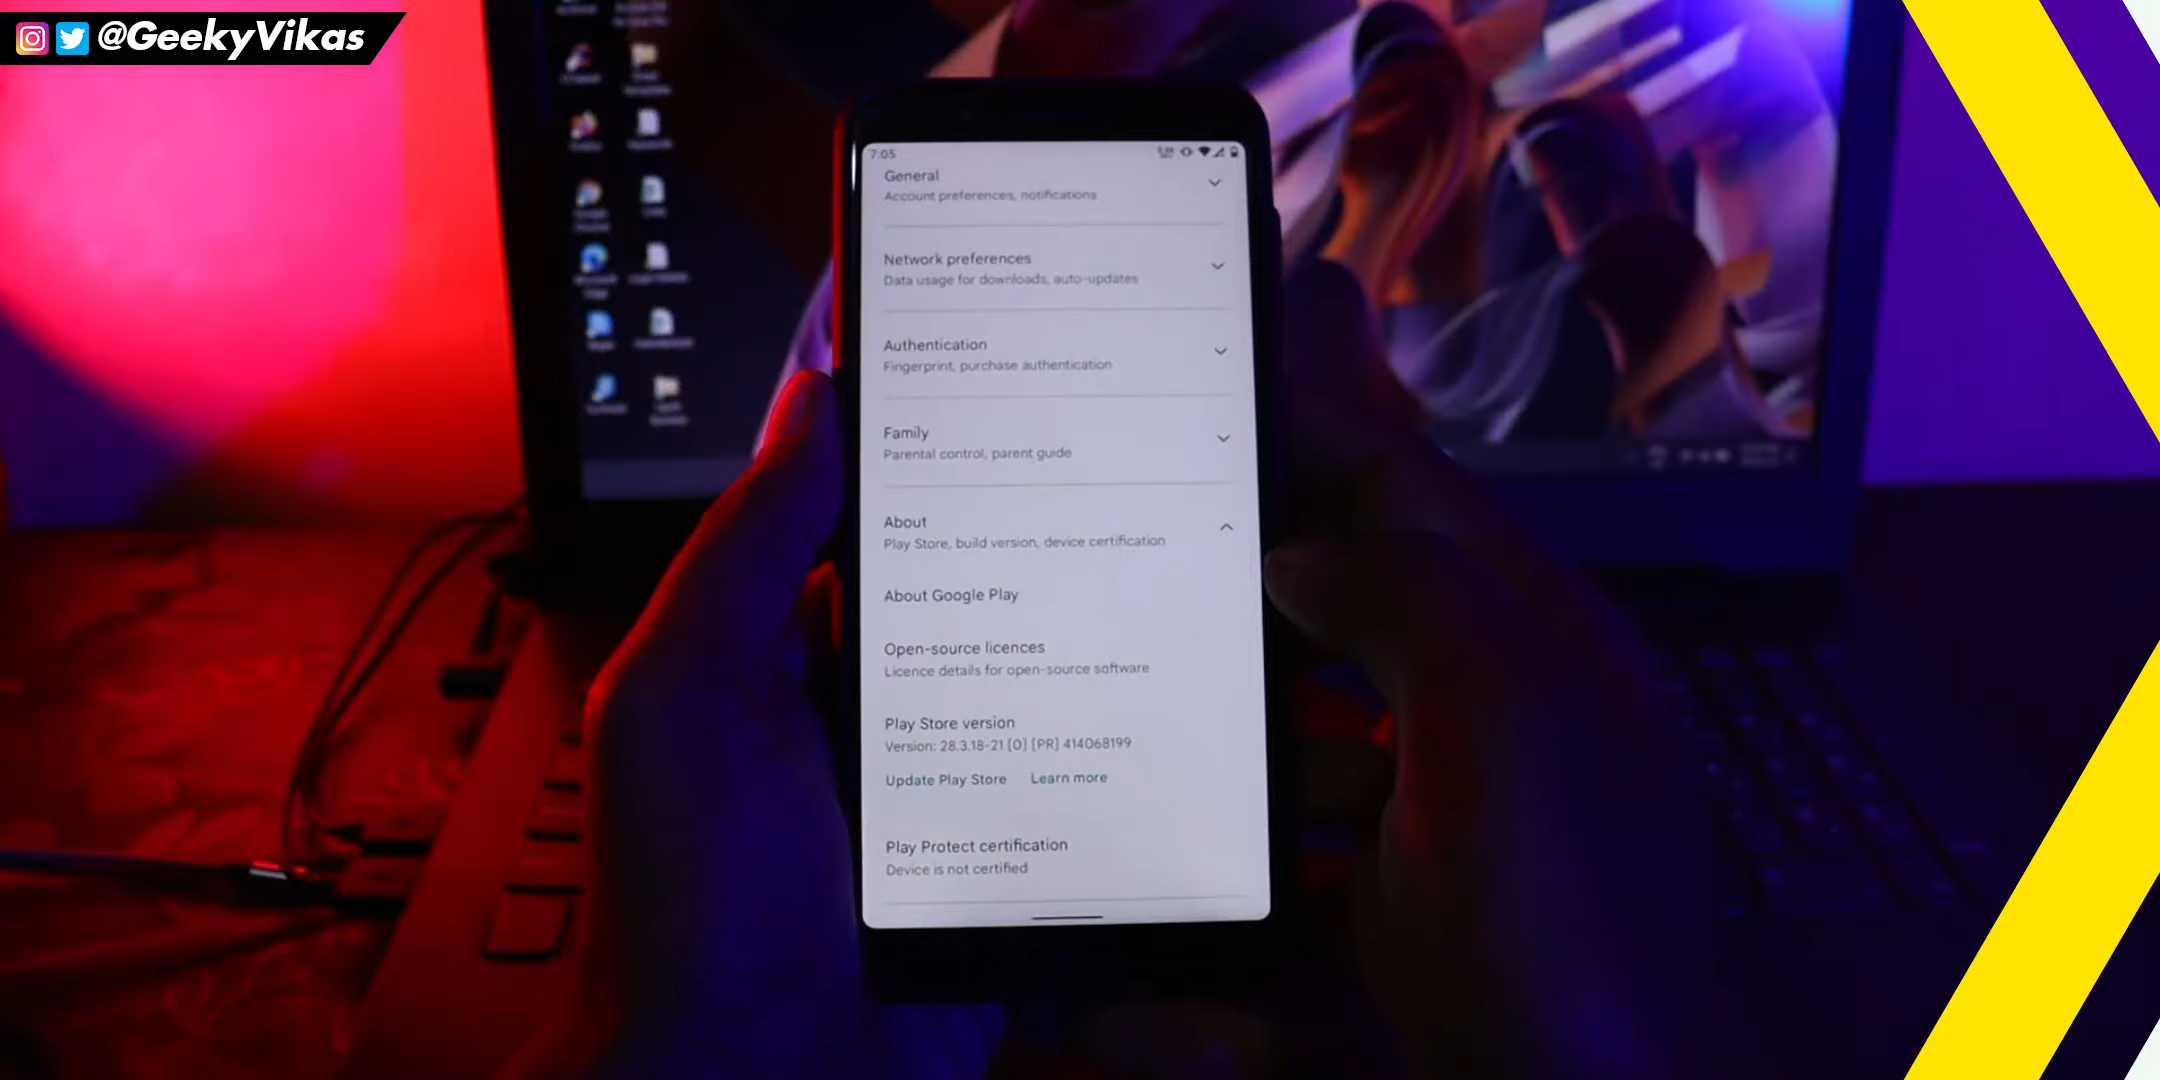 @GeekyVikas
7:05
General
Account preferences, notifications
Network preferences
Data usage for downloads, auto-updates
Authentication
Fingerprint, purchase authentication
Family
Parental control, parent guide
About
Play Store, build version, device certification
About Google Play
Open-source licences
Licence details for open-source software
Play Store version
Version: 28.3.18-21 [0] [PR] 414068199
Update Play Store Learn more
Play Protect certification
Device is not certified